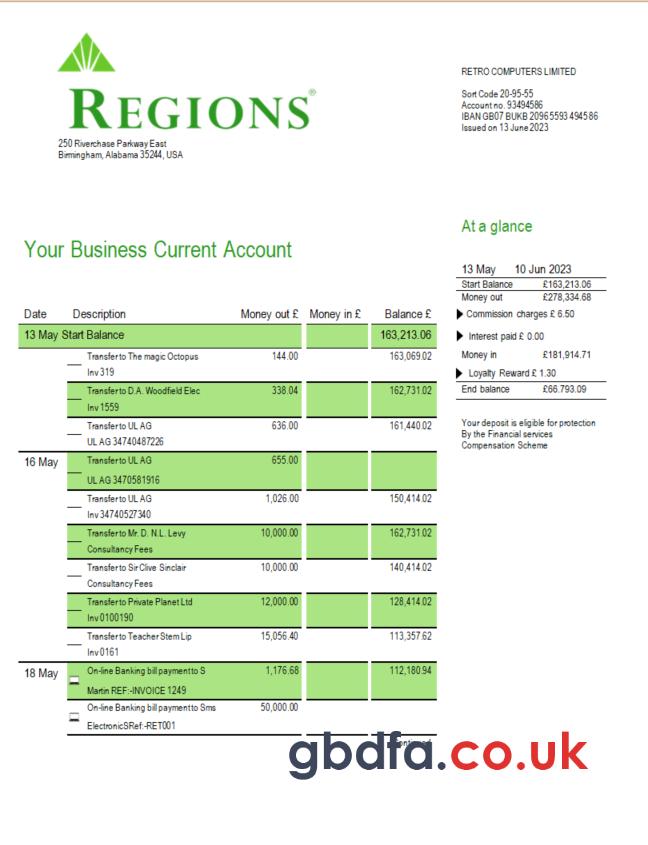 REGIONS®
250 Riverchase Parkway East
Birmingham, Alabama 35244, USA
RETRO COMPUTERS LIMITED
Sort Code 20-95-55
Account no. 93494586
IBAN GB07 BUKB 2096 5593 4945 86
Issued on 13 June 2023
Your Business Current Account
Date Description Money out £ Money in £ Balance £
13 May Start Balance 163,213.06
Transfer to The magic Octopus 144.00 163,069.02
Inv 319
Transfer to D.A. Woodfield Elec 338.04 162,731.02
Inv 1559
Transfer to UL AG 636.00 161,440.02
UL AG 34740487226
16 May Transfer to UL AG 655.00
UL AG 3470581916
Transfer to UL AG 1,026.00 150,414.02
Inv 34740527340
Transfer to Mr. D. N.L. Levy 10,000.00 162,731.02
Consultancy Fees
Transfer to Sir Clive Sinclair 10,000.00 140,414.02
Consultancy Fees
Transfer to Private Planet Ltd 12,000.00 128,414.02
Inv 0100190
Transfer to Teacher Stem Lip 15,056.40 113,357.62
Inv 0161
18 May On-line Banking bill payment to S 1,176.68 112,180.94
Martin REF:-INVOICE 1249
On-line Banking bill payment to Sms 50,000.00
ElectronicSRef:-RET001
At a glance
13 May 10 Jun 2023
Start Balance £163,213.06
Money out £278,334.68
Commission charges £ 6.50
Interest paid £ 0.00
Money in £181,914.71
Loyalty Reward £ 1.30
End balance £66.793.09
Your deposit is eligible for protection
By the Financial services
Compensation Scheme
gbdfa.co.uk